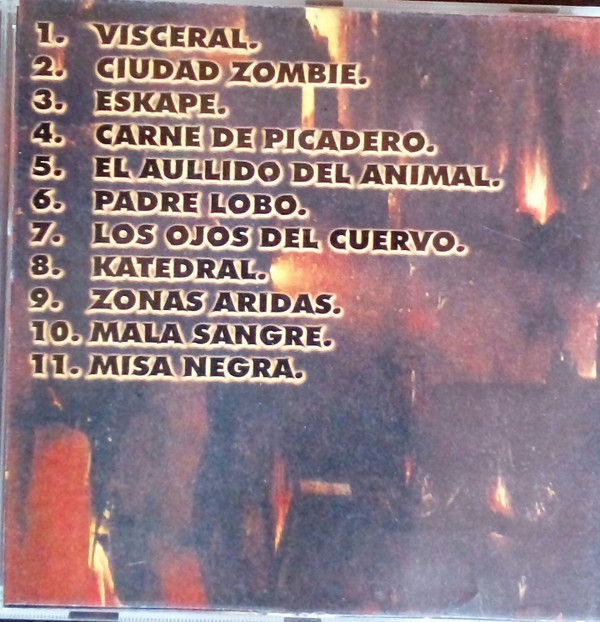 1. VISCERAL.
2. CIUDAD ZOMBIE.
3. ESKAPE.
4. CARNE DE PICADERO.
5. EL AULLIDO DEL ANIMAL.
6. PADRE LOBO.
7. LOS OJOS DEL CUERVO.
8. KATEDRAL.
9. ZONAS ARIDAS.
10. MALA SANGRE.
11. MISA NEGRA.